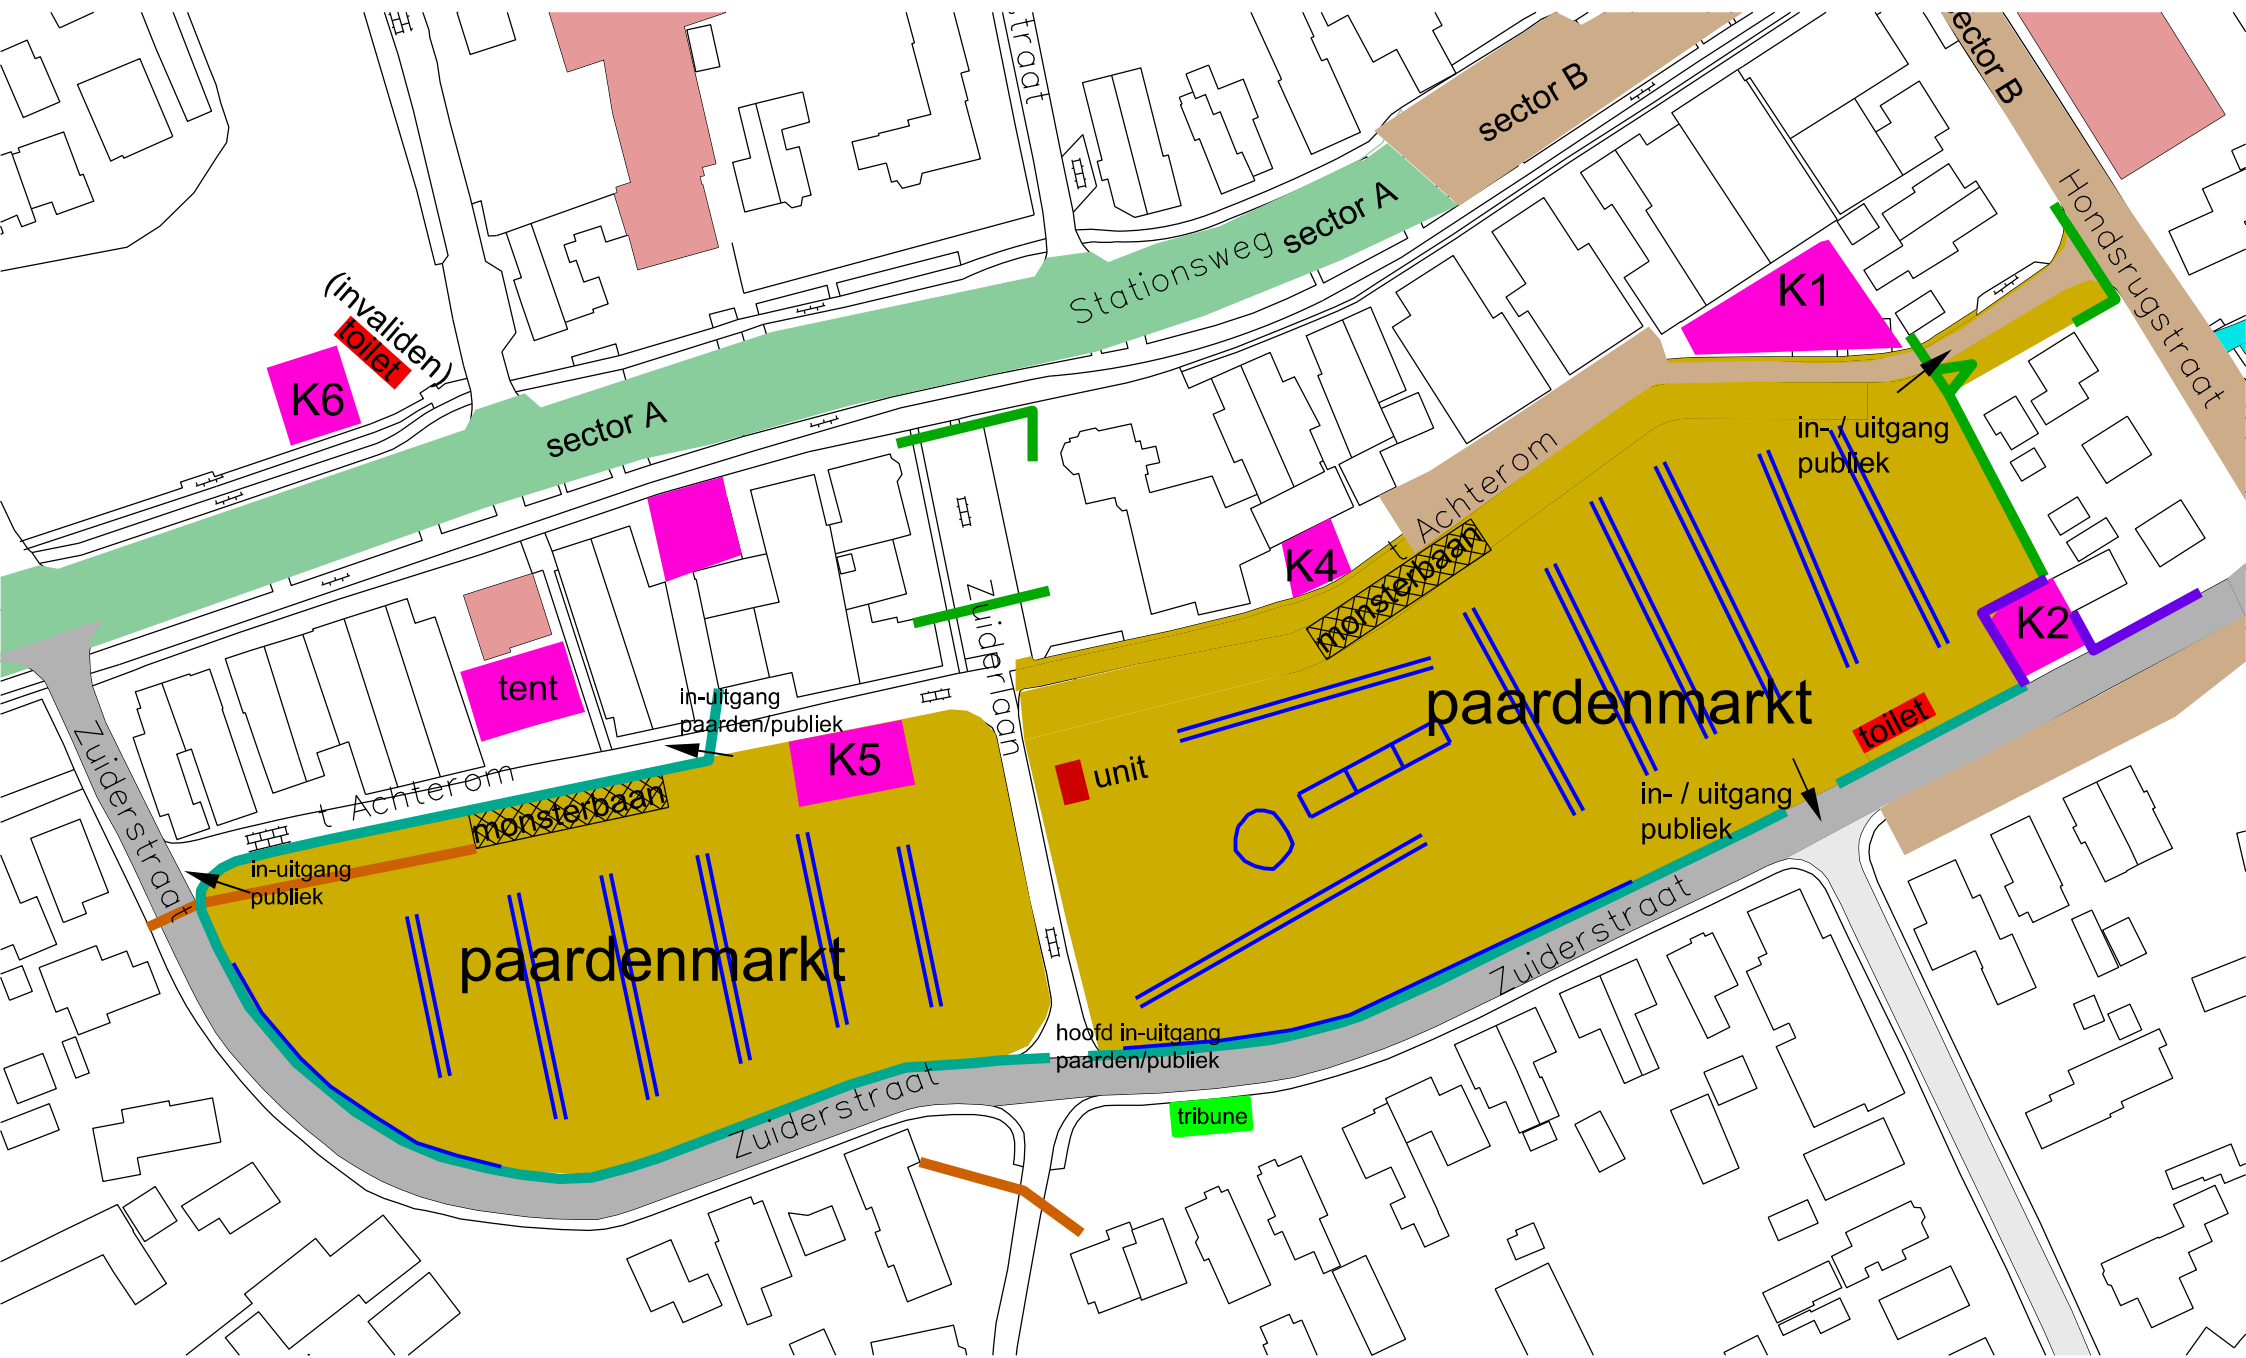 straat
sector B
sector B
Hondsrugstraat
Stationsweg
sector A
K1
(invaliden)
toilet
K6
sector A
in- / uitgang
publiek
t Achterom
monsterbaan
K4
Zuiderlaan
K2
tent
in-uitgang
paarden/publiek
paardenmarkt
toilet
Zuiderstraat
K5
unit
in- / uitgang
publiek
t Achterom
monsterbaan
in-uitgang
publiek
paardenmarkt
Zuiderstraat
hoofd in-uitgang
paarden/publiek
Zuiderstraat
tribune